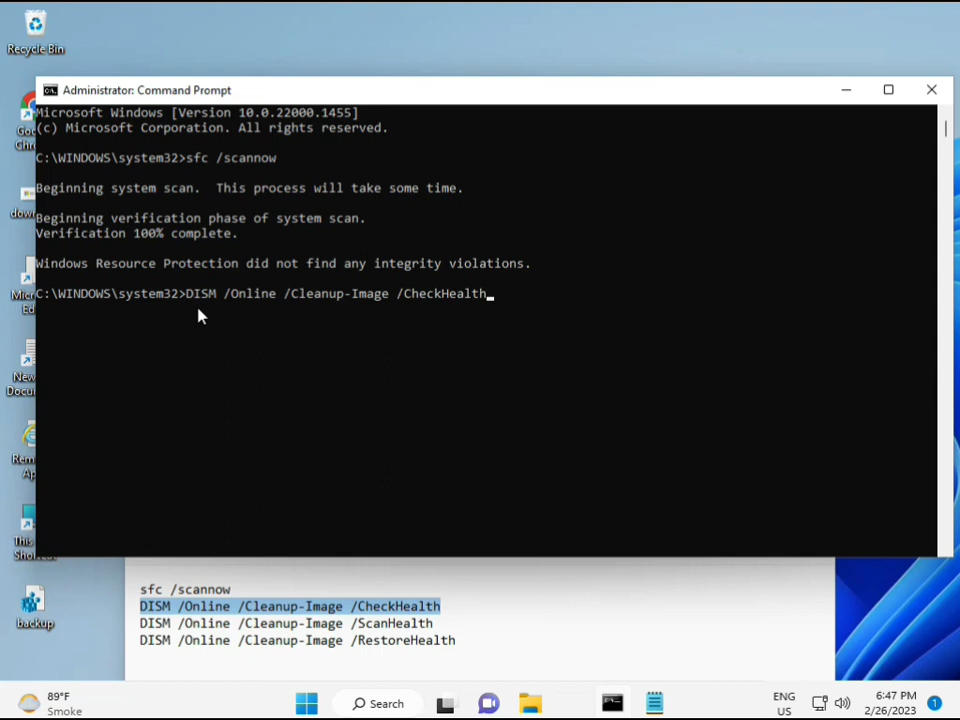 Recycle Bin
Administrator: Command Prompt
Microsoft Windows [Version 10.0.22000.1455]
(c) Microsoft Corporation. All rights reserved.
C:\WINDOWS\system32>sfc /scannow
Beginning system scan.  This process will take some time.
Beginning verification phase of system scan.
Verification 100% complete.
Windows Resource Protection did not find any integrity violations.
C:\WINDOWS\system32>DISM /Online /Cleanup-Image /CheckHealth
backup
sfc /scannow
DISM /Online /Cleanup-Image /CheckHealth
DISM /Online /Cleanup-Image /ScanHealth
DISM /Online /Cleanup-Image /RestoreHealth
89°F
Smoke
Search
ENG
US
6:47 PM
2/26/2023
1